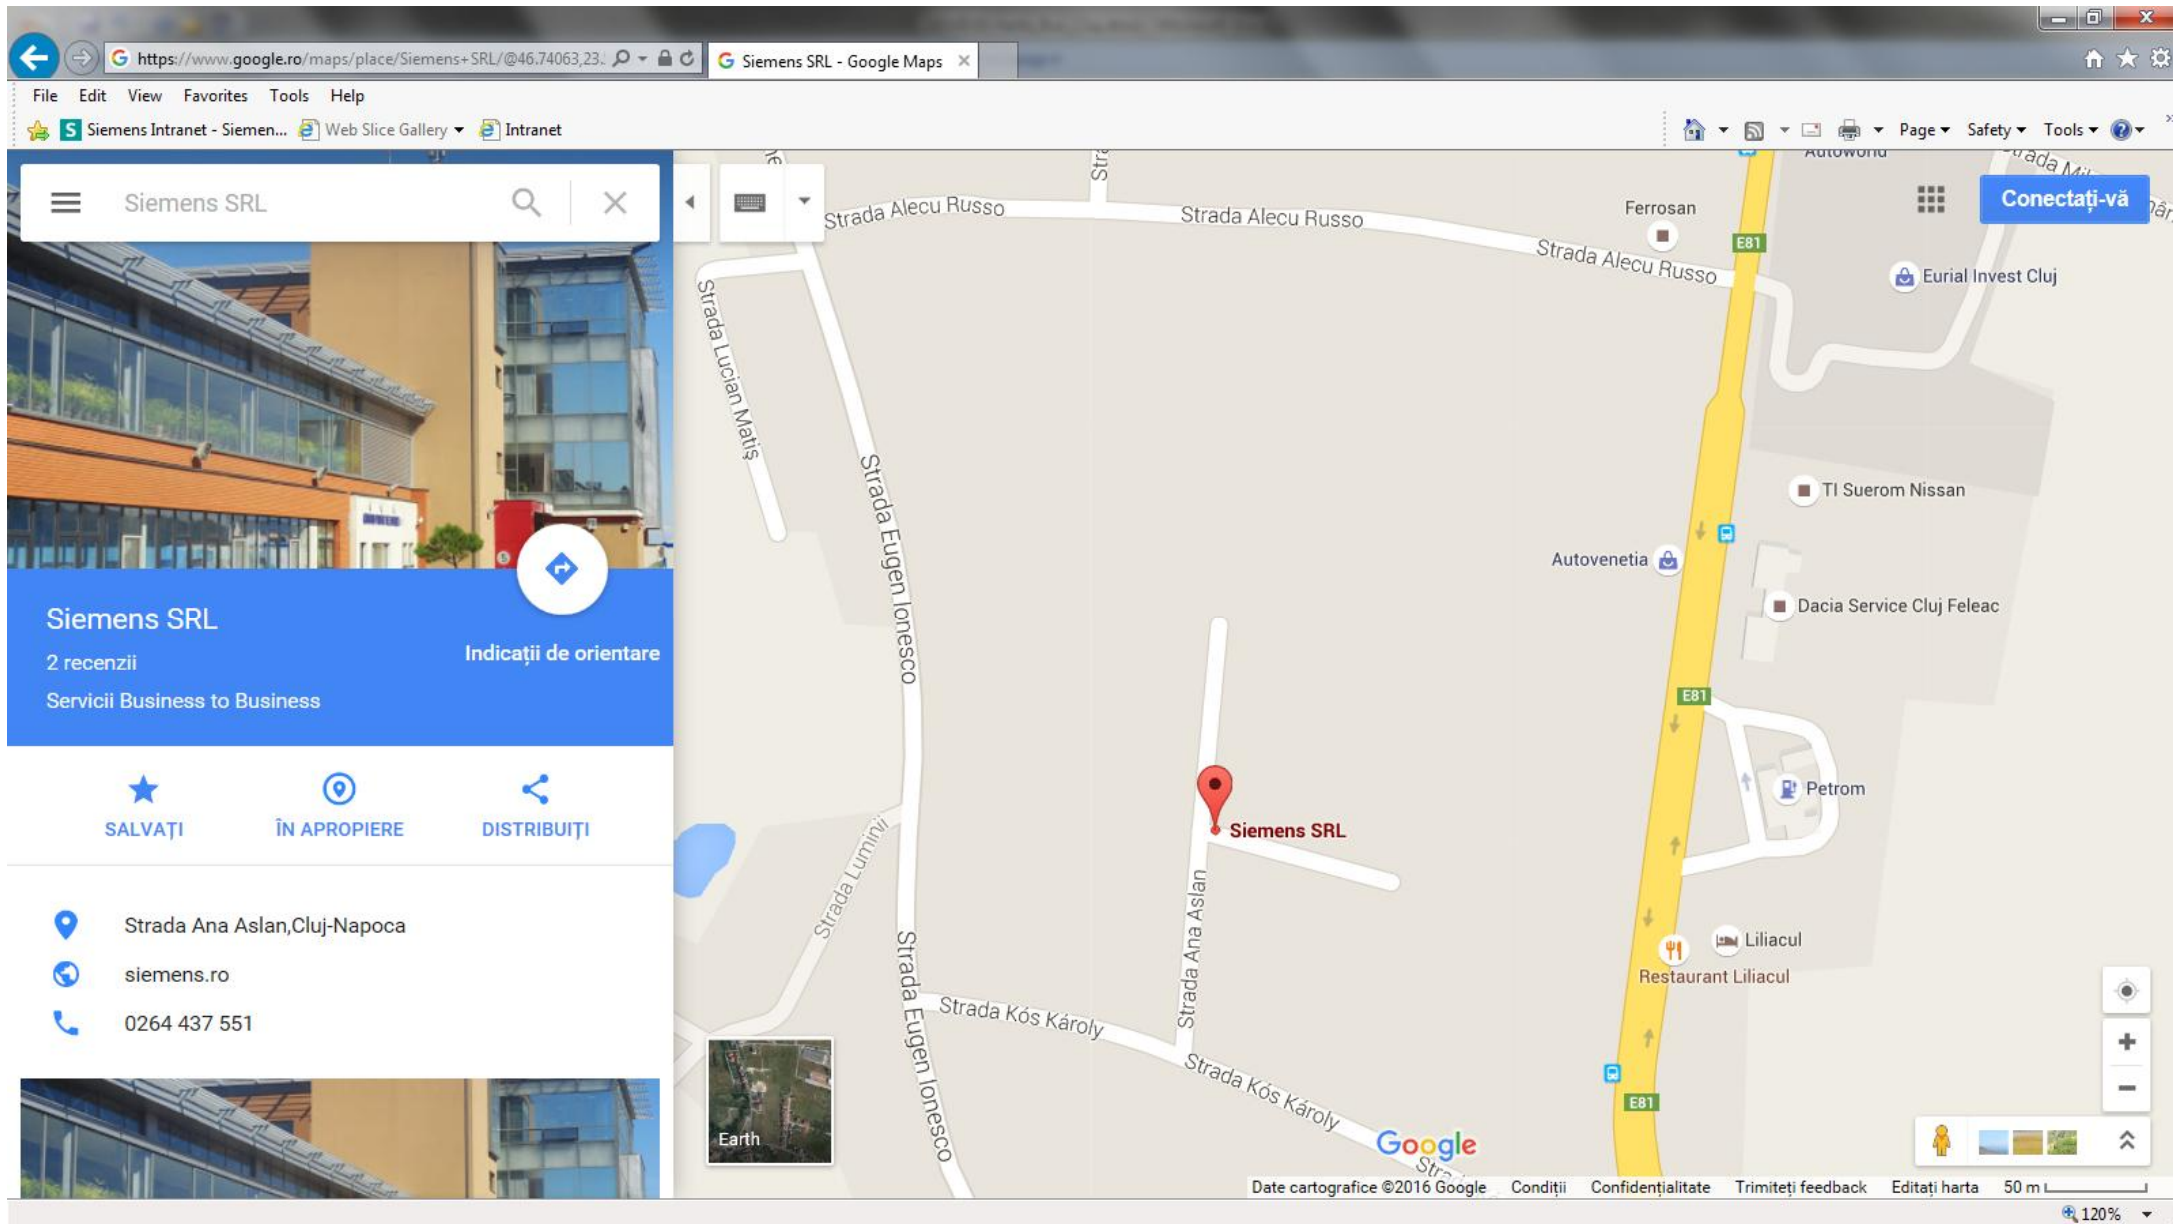 https://www.google.ro/maps/place/Siemens+SRL/@46.74063,23.
Siemens SRL - Google Maps
File Edit View Favorites Tools Help
Siemens Intranet - Siemen... Web Slice Gallery Intranet
Page Safety Tools
Siemens SRL
Siemens SRL
2 recenzii
Servicii Business to Business
Indicații de orientare
SALVAȚI
ÎN APROPIERE
DISTRIBUIȚI
Strada Ana Aslan,Cluj-Napoca
siemens.ro
0264 437 551
Autoworld
Conectați-vă
Strada Alecu Russo
Strada Alecu Russo
Strada Alecu Russo
Ferrosan
E81
Eurial Invest Cluj
Strada Lucian Matiș
Strada Eugen Ionesco
TI Suerom Nissan
Autovenetia
Dacia Service Cluj Feleac
E81
Petrom
Siemens SRL
Strada Luminii
Strada Ana Aslan
Liliacul
Restaurant Liliacul
Strada Eugen Ionesco
Strada Kós Károly
Strada Kós Károly
E81
Earth
Google
Date cartografice ©2016 Google Condiții Confidențialitate Trimiteți feedback Editați harta 50 m
120%